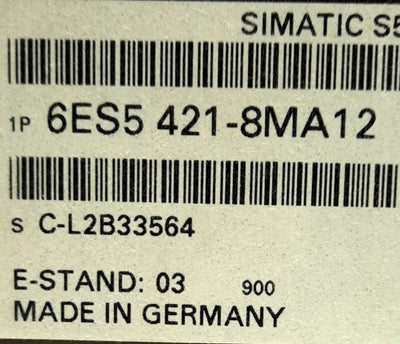 SIMATIC S5
1P 6ES5 421-8MA12
S C-L2B33564
E-STAND: 03 900
MADE IN GERMANY